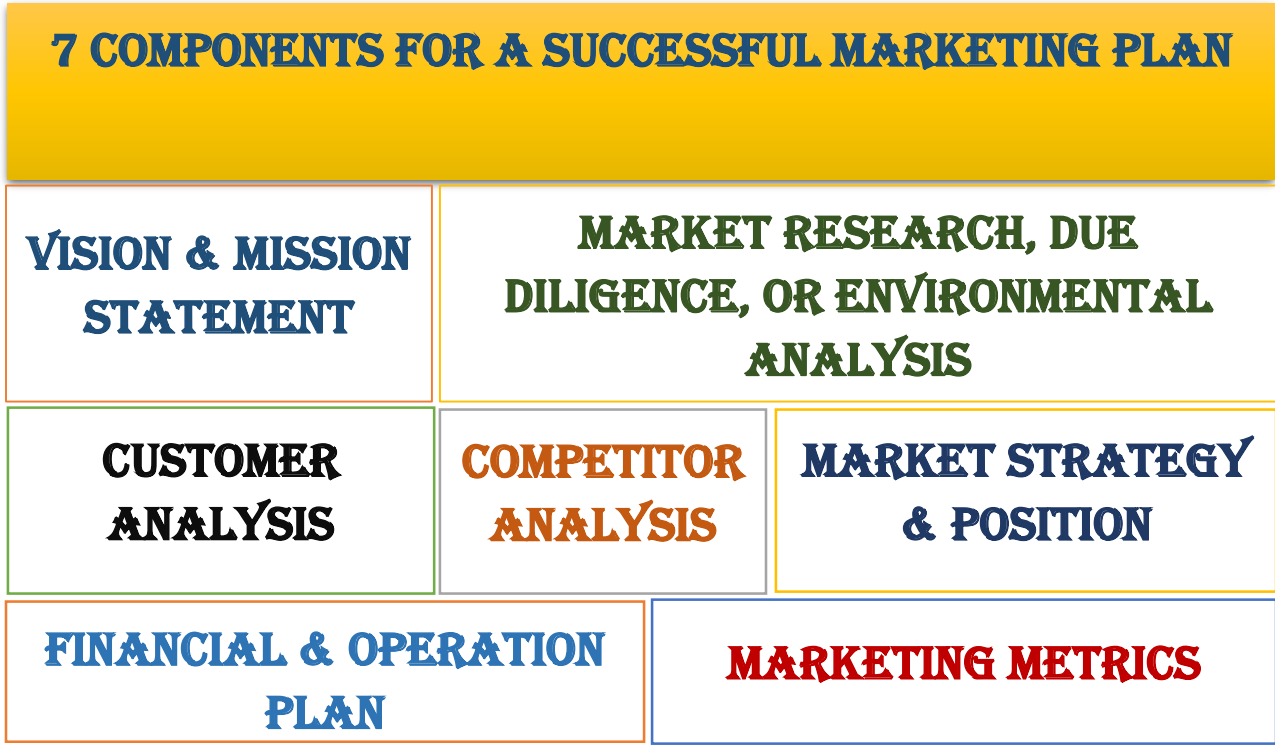 7 COMPONENTS FOR A SUCCESSFUL MARKETING PLAN
VISION & MISSION
STATEMENT
MARKET RESEARCH, DUE
DILIGENCE, OR ENVIRONMENTAL
ANALYSIS
CUSTOMER
ANALYSIS
COMPETITOR
ANALYSIS
MARKET STRATEGY
& POSITION
FINANCIAL & OPERATION
PLAN
MARKETING METRICS